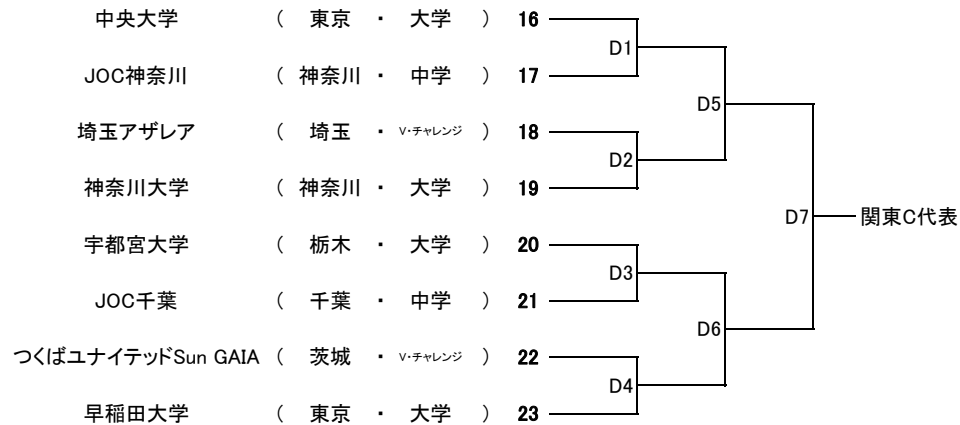 中央大学 ( 東京 ・ 大学 ) 16
D1
JOC神奈川 ( 神奈川 ・ 中学 ) 17
D5
埼玉アザレア ( 埼玉 ・ V・チャレンジ ) 18
D2
神奈川大学 ( 神奈川 ・ 大学 ) 19
D7 関東C代表
宇都宮大学 ( 栃木 ・ 大学 ) 20
D3
JOC千葉 ( 千葉 ・ 中学 ) 21
D6
つくばユナイテッドSun GAIA ( 茨城 ・ V・チャレンジ ) 22
D4
早稲田大学 ( 東京 ・ 大学 ) 23